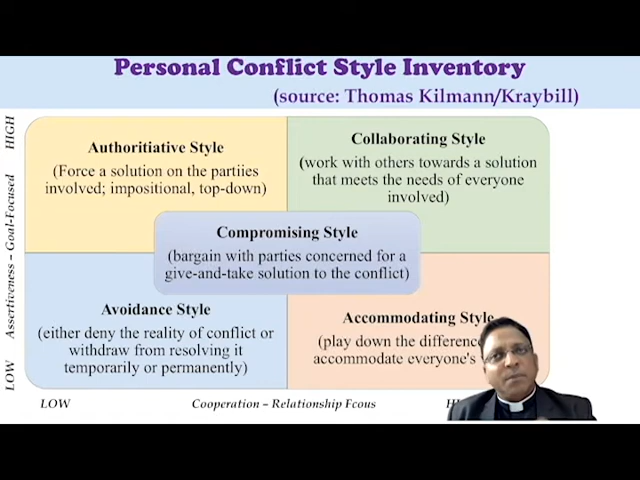 Personal Conflict Style Inventory
(source: Thomas Kilmann/Kraybill)
HIGH
Assertiveness – Goal-Focused
LOW
Authoritiative Style
(Force a solution on the partiies
involved; impositional, top-down)
Collaborating Style
(work with others towards a solution
that meets the needs of everyone
involved)
Compromising Style
(bargain with parties concerned for a
give-and-take solution to the conflict)
Avoidance Style
(either deny the reality of conflict or
withdraw from resolving it
temporarily or permanently)
Accommodating Style
(play down the
accommodate everyone's
LOW
Cooperation – Relationship Fcous